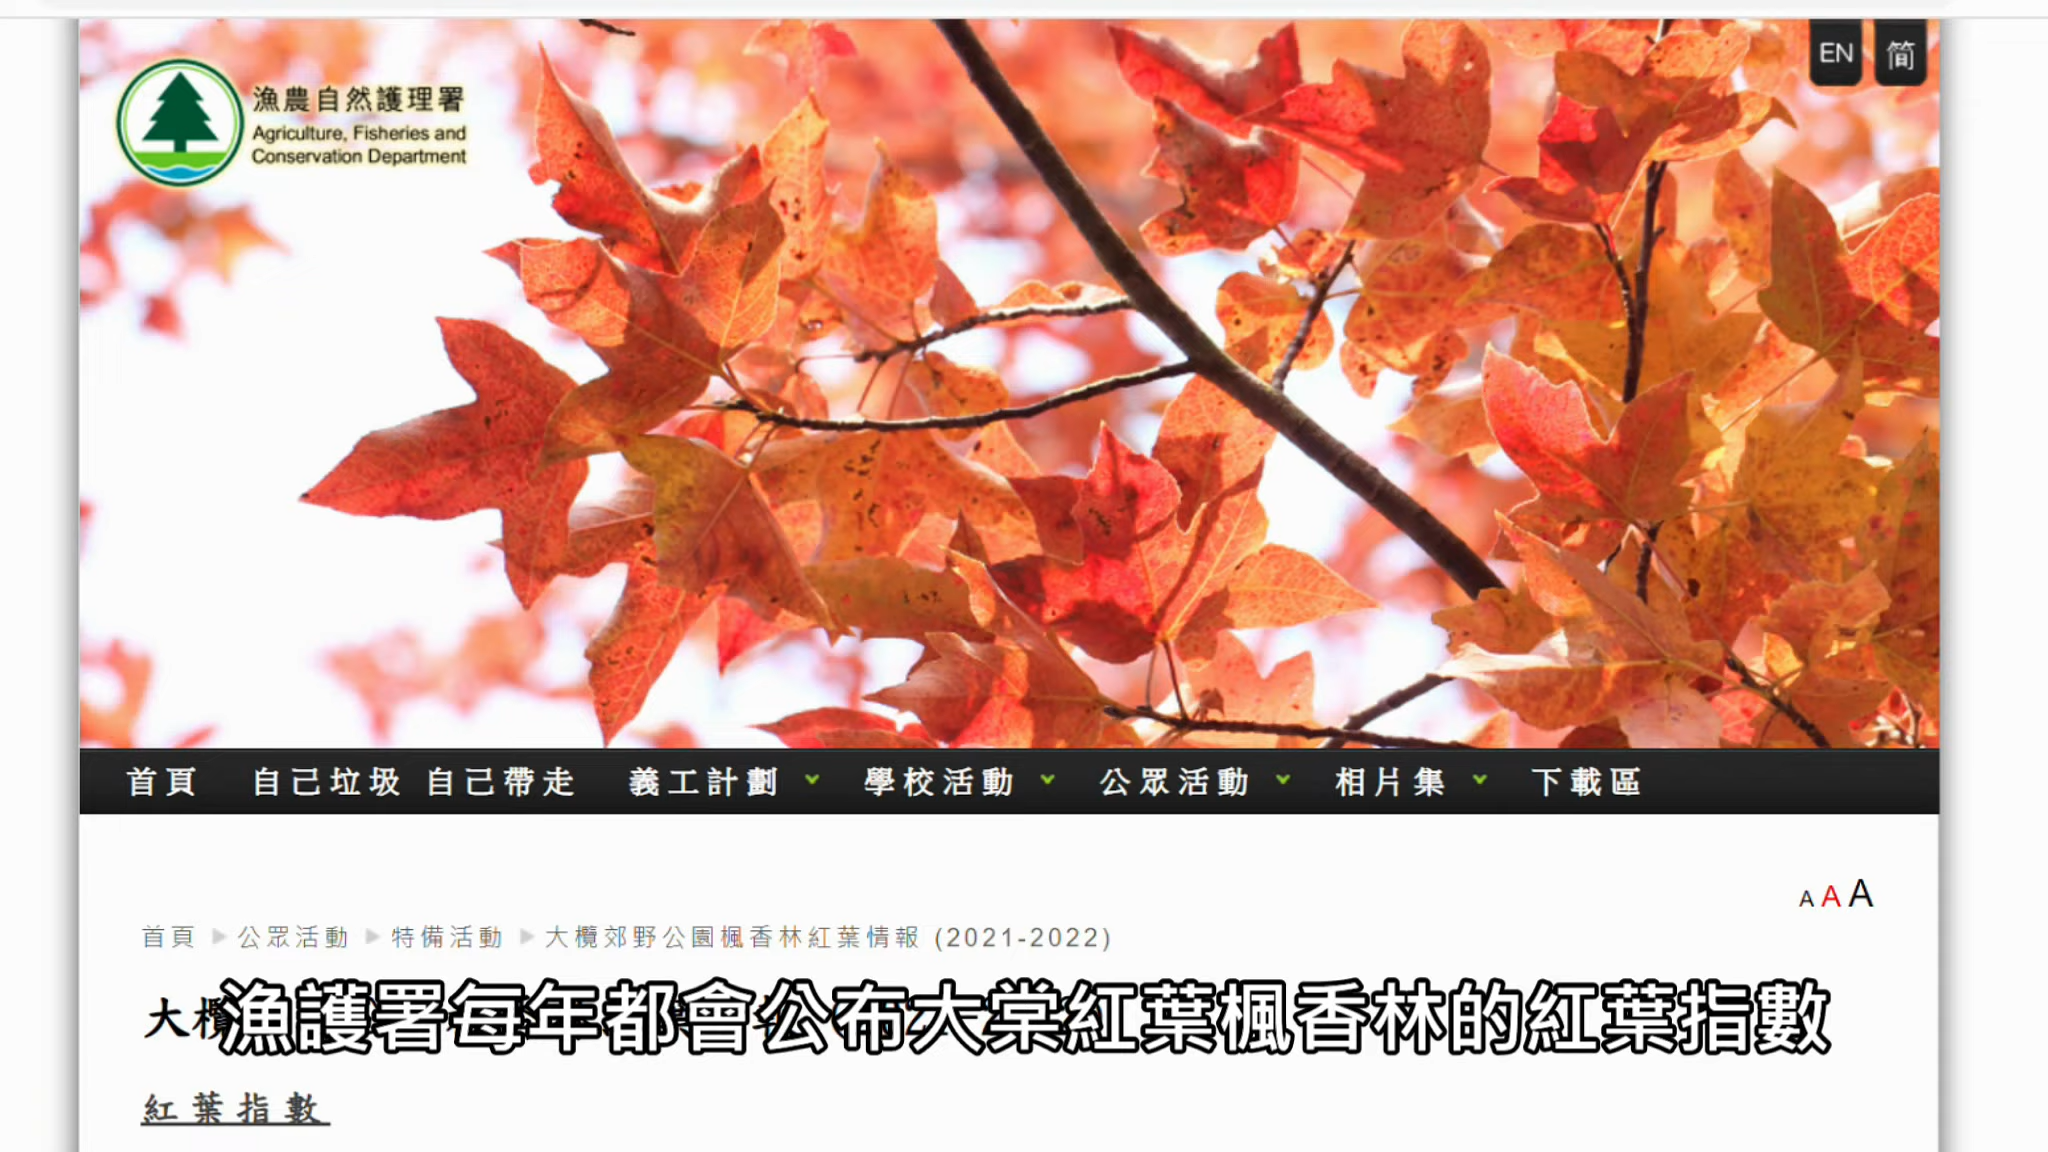 EN 简
漁農自然護理署
Agriculture, Fisheries and
Conservation Department
首頁 自己垃圾 自己帶走 義工計劃 學校活動 公眾活動 相片集 下載區
A A A
首頁 公眾活動 特備活動 大欖郊野公園楓香林紅葉情報 (2021-2022)
漁護署每年都會公布大棠紅葉楓香林的紅葉指數
紅葉指數